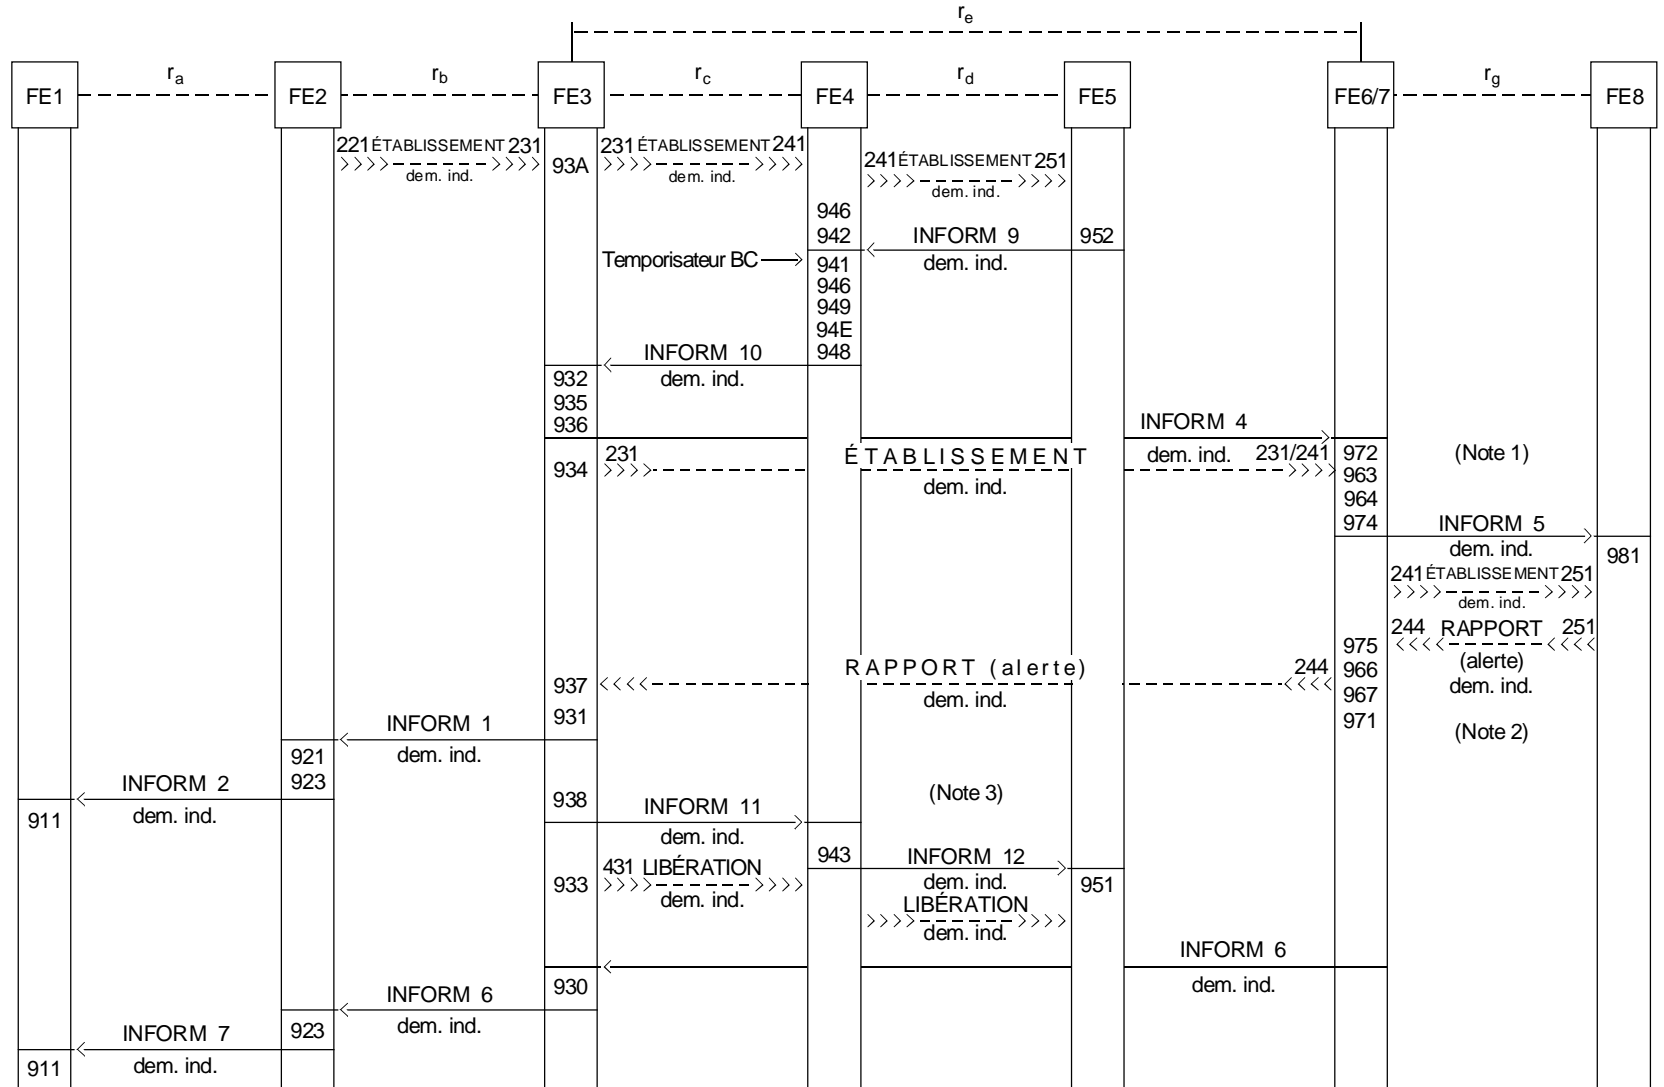 re
ra rb rc rd rg
FE1 FE2 FE3 FE4 FE5 FE6/7 FE8
221 ÉTABLISSEMENT 231 93A 231 ÉTABLISSEMENT 241
dem. ind. dem. ind.
241 ÉTABLISSEMENT 251
dem. ind.
946
942 INFORM 9 952
Temporisateur BC 941 dem. ind.
946
949
94E
INFORM 10 948
932 dem. ind.
935
936 INFORM 4
934 231 ÉTABLISSEMENT dem. ind. 231/241 972 (Note 1)
dem. ind. 963
964
974 INFORM 5
dem. ind. 981
241 ÉTABLISSEMENT 251
dem. ind.
244 RAPPORT 251
975 (alerte)
937 RAPPORT (alerte) 244 966 dem. ind.
dem. ind. 967
931 971
INFORM 1 (Note 2)
921 dem. ind.
INFORM 2 923
911 dem. ind.
938 INFORM 11 (Note 3)
dem. ind.
943 INFORM 12
933 431 LIBÉRATION dem. ind. 951
dem. ind. LIBÉRATION
dem. ind.
INFORM 6
930 dem. ind.
INFORM 6
dem. ind.
INFORM 7 923
911 dem. ind.